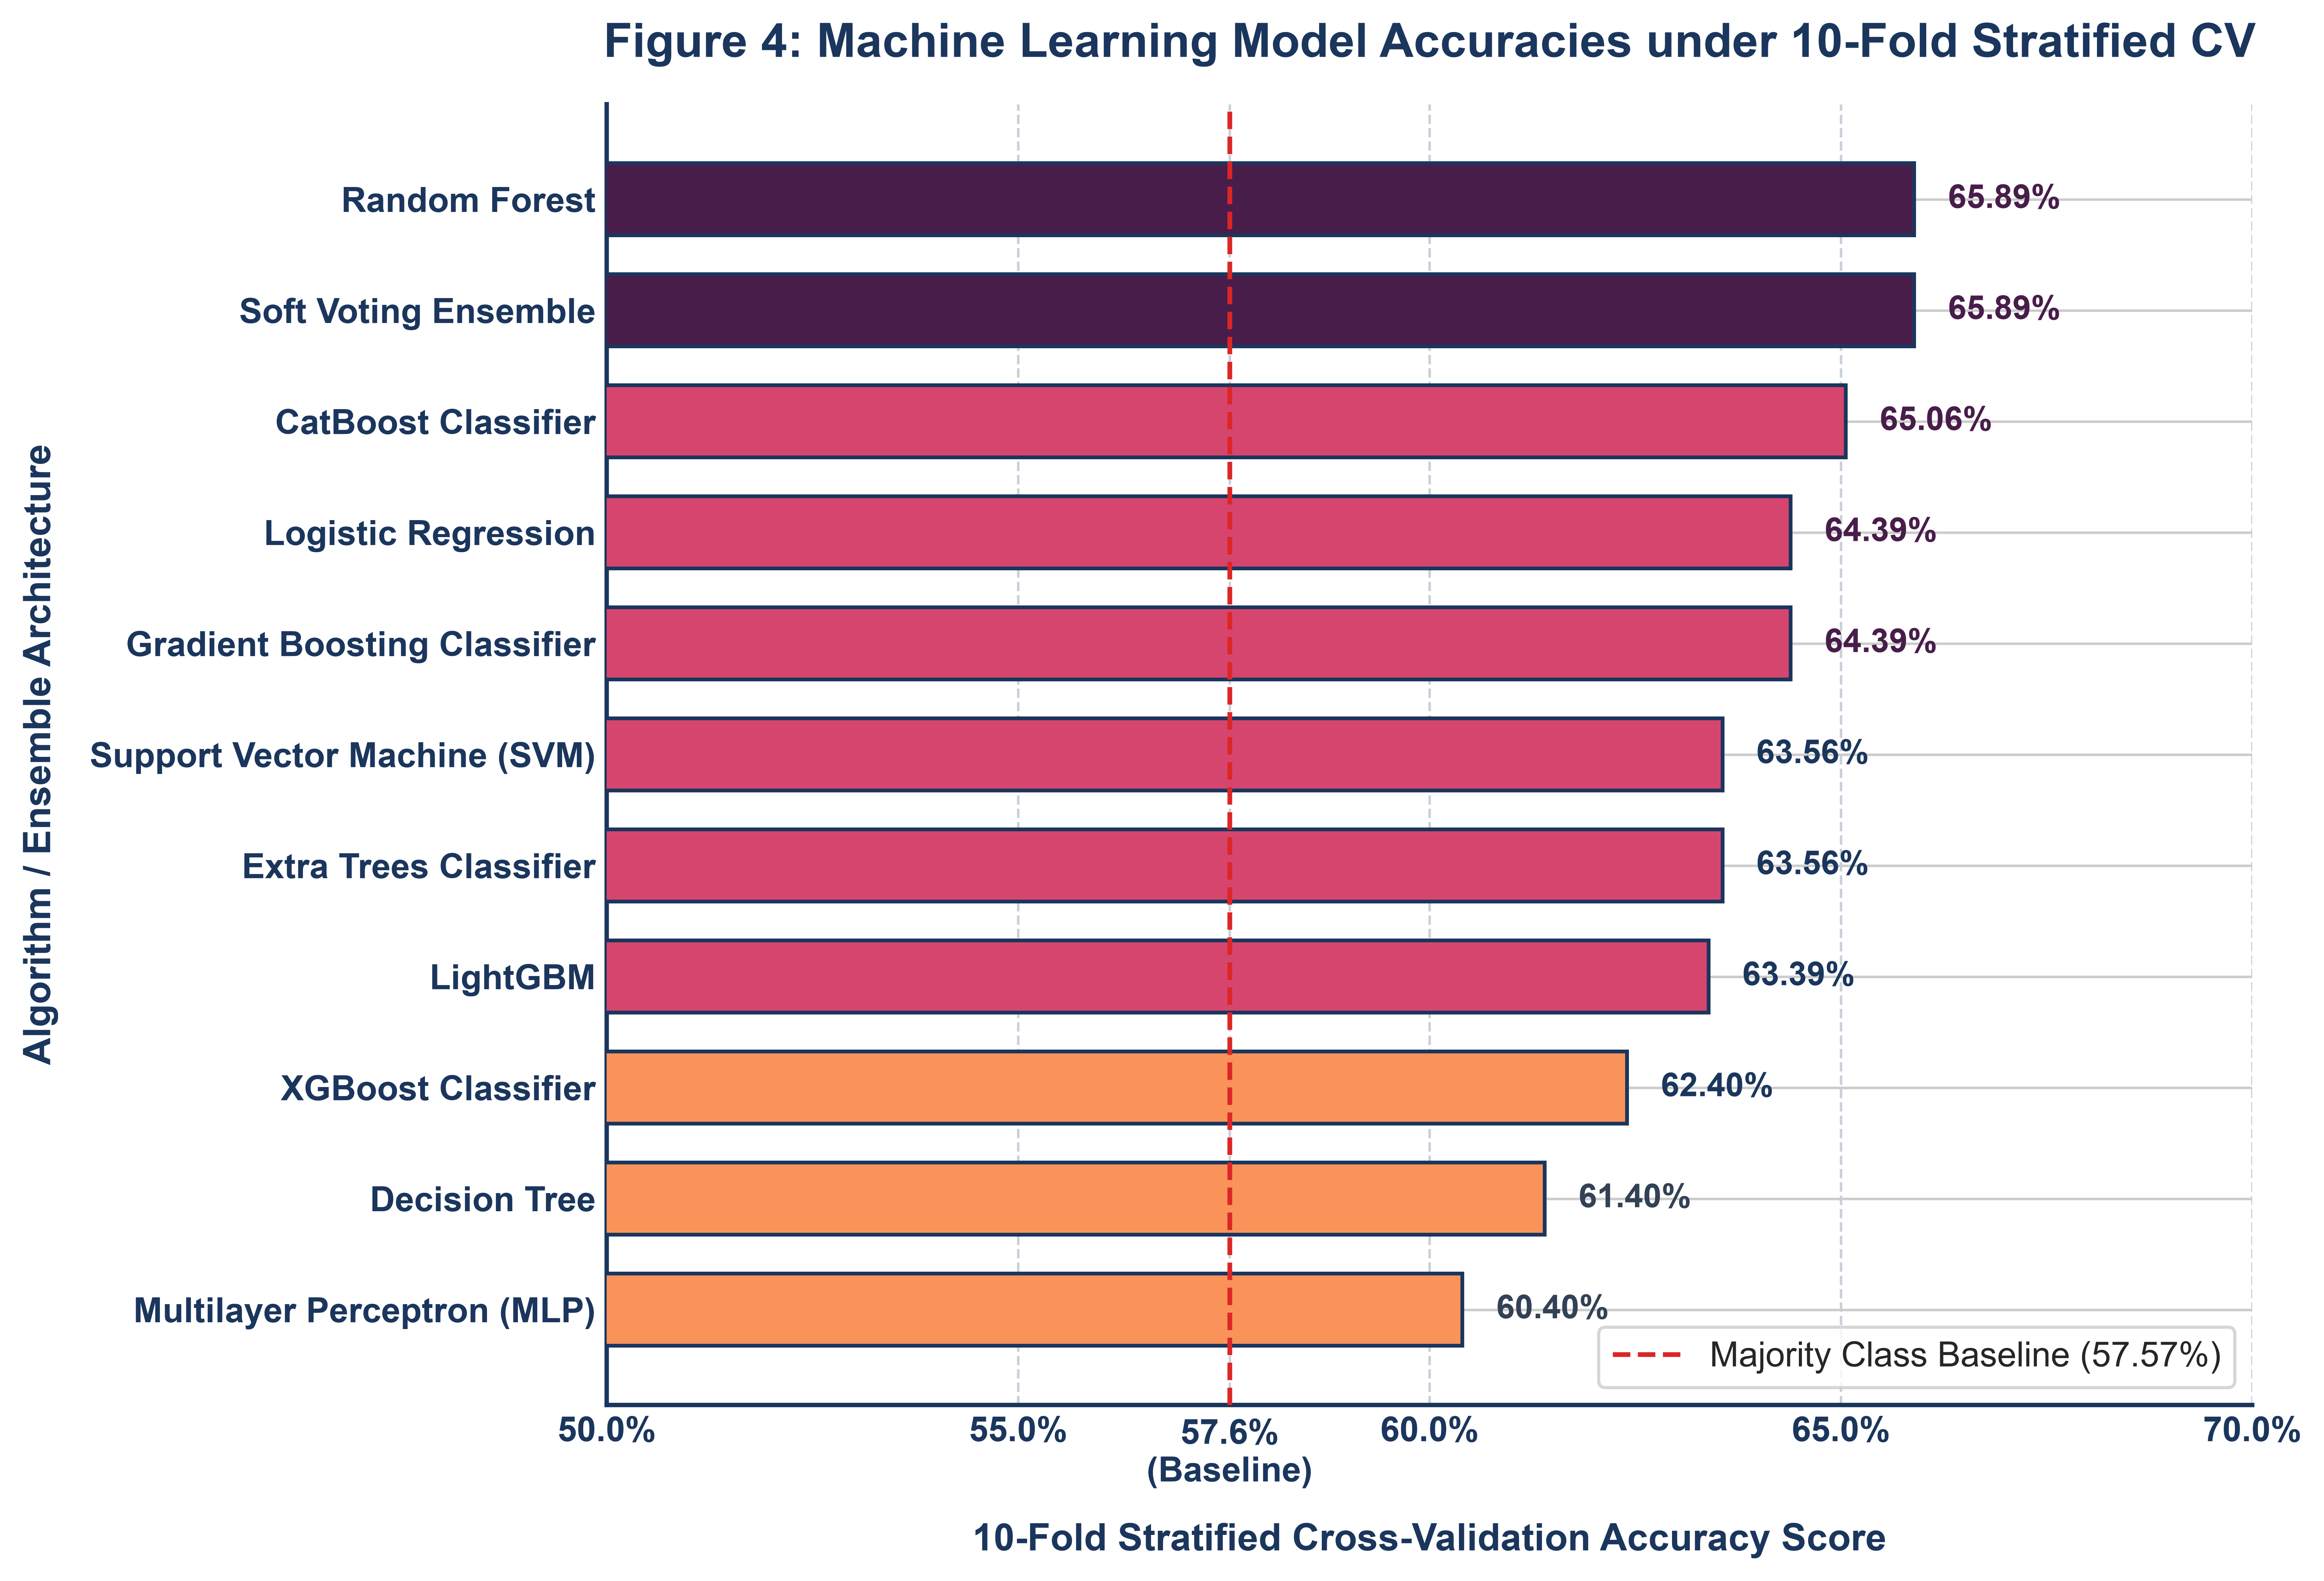 Figure 4: Machine Learning Model Accuracies under 10-Fold Stratified CV
Algorithm / Ensemble Architecture
Random Forest 65.89%
Soft Voting Ensemble 65.89%
CatBoost Classifier 65.06%
Logistic Regression 64.39%
Gradient Boosting Classifier 64.39%
Support Vector Machine (SVM) 63.56%
Extra Trees Classifier 63.56%
LightGBM 63.39%
XGBoost Classifier 62.40%
Decision Tree 61.40%
Multilayer Perceptron (MLP) 60.40%
Majority Class Baseline (57.57%)
50.0% 55.0% 57.6% 60.0% 65.0% 70.0%
(Baseline)
10-Fold Stratified Cross-Validation Accuracy Score